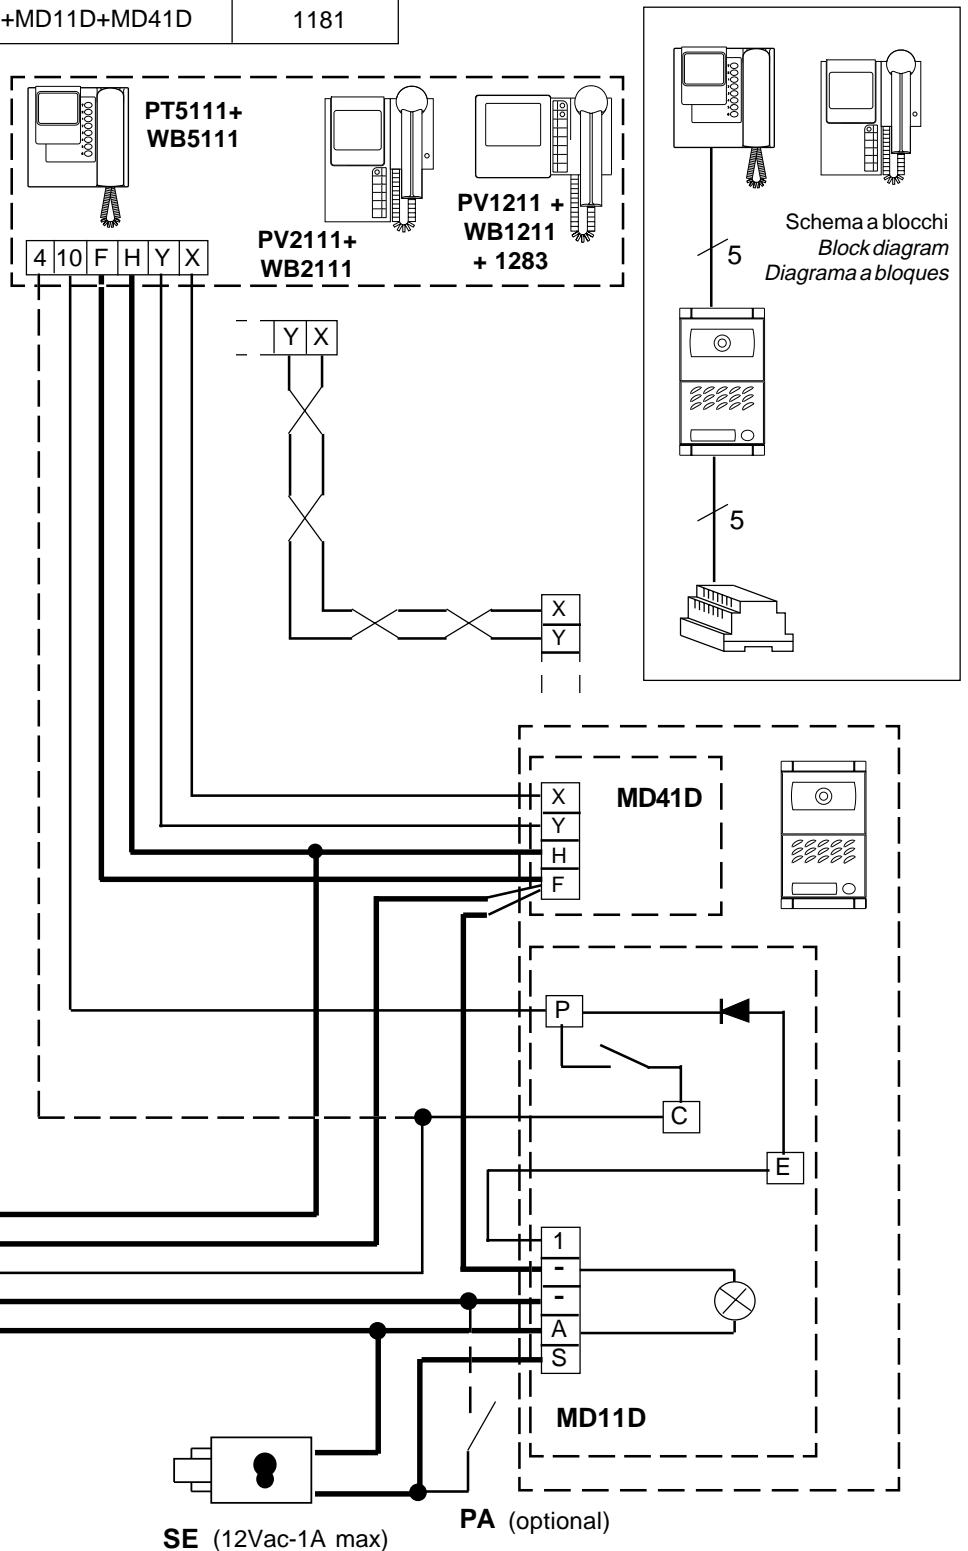 +MD11D+MD41D 1181
PT5111+
WB5111
PV2111+
WB2111
PV1211 +
WB1211
+ 1283
4 10 F H Y X
Schema a blocchi
Block diagram
Diagrama a bloques
5
5
Y X
X
Y
MD41D
X
Y
H
F
P
C
E
1
-
-
A
S
MD11D
SE (12Vac-1A max)
PA (optional)